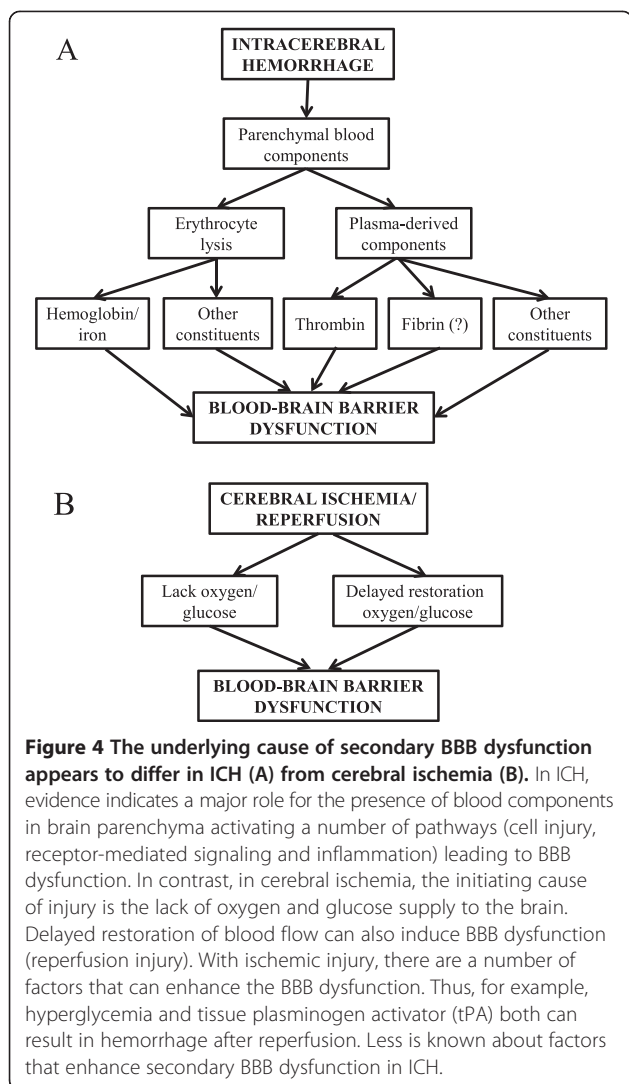 A
INTRACEREBRAL
HEMORRHAGE
Parenchymal blood
components
Erythrocyte
lysis
Plasma-derived
components
Hemoglobin/
iron
Other
constituents
Thrombin
Fibrin (?)
Other
constituents
BLOOD-BRAIN BARRIER
DYSFUNCTION
B
CEREBRAL ISCHEMIA/
REPERFUSION
Lack oxygen/
glucose
Delayed restoration
oxygen/glucose
BLOOD-BRAIN BARRIER
DYSFUNCTION
Figure 4 The underlying cause of secondary BBB dysfunction
appears to differ in ICH (A) from cerebral ischemia (B). In ICH,
evidence indicates a major role for the presence of blood components
in brain parenchyma activating a number of pathways (cell injury,
receptor-mediated signaling and inflammation) leading to BBB
dysfunction. In contrast, in cerebral ischemia, the initiating cause
of injury is the lack of oxygen and glucose supply to the brain.
Delayed restoration of blood flow can also induce BBB dysfunction
(reperfusion injury). With ischemic injury, there are a number of
factors that can enhance the BBB dysfunction. Thus, for example,
hyperglycemia and tissue plasminogen activator (tPA) both can
result in hemorrhage after reperfusion. Less is known about factors
that enhance secondary BBB dysfunction in ICH.